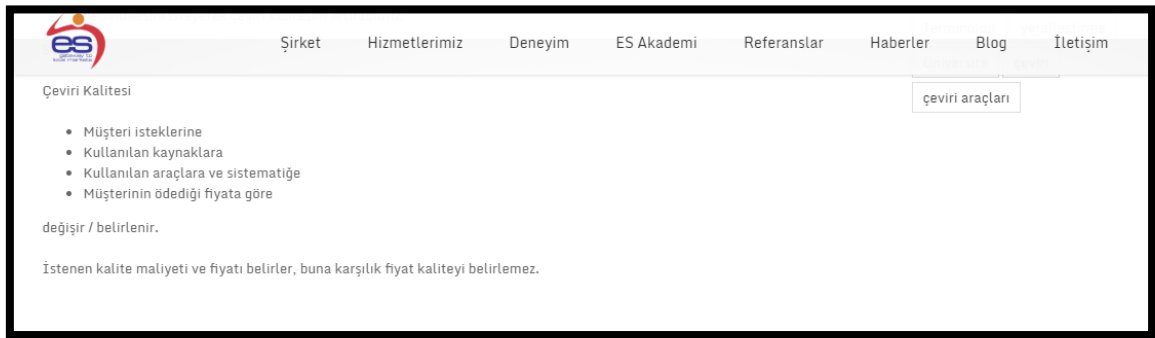 es
Şirket Hizmetlerimiz Deneyim ES Akademi Referanslar Haberler Blog İletişim
çeviri araçları
Çeviri Kalitesi
Müşteri isteklerine
Kullanılan kaynaklara
Kullanılan araçlara ve sistematiğe
Müşterinin ödediği fiyata göre
değişir / belirlenir.
İstenen kalite maliyeti ve fiyatı belirler, buna karşılık fiyat kaliteyi belirlemez.